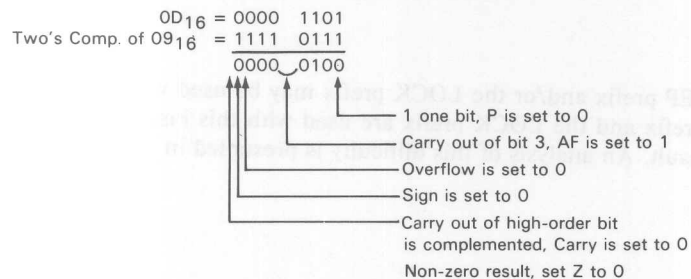 0D16 = 0000 1101
Two's Comp. of 0916 = 1111 0111
0000 0100
1 one bit, P is set to 0
Carry out of bit 3, AF is set to 1
Overflow is set to 0
Sign is set to 0
Carry out of high-order bit
is complemented, Carry is set to 0
Non-zero result, set Z to 0